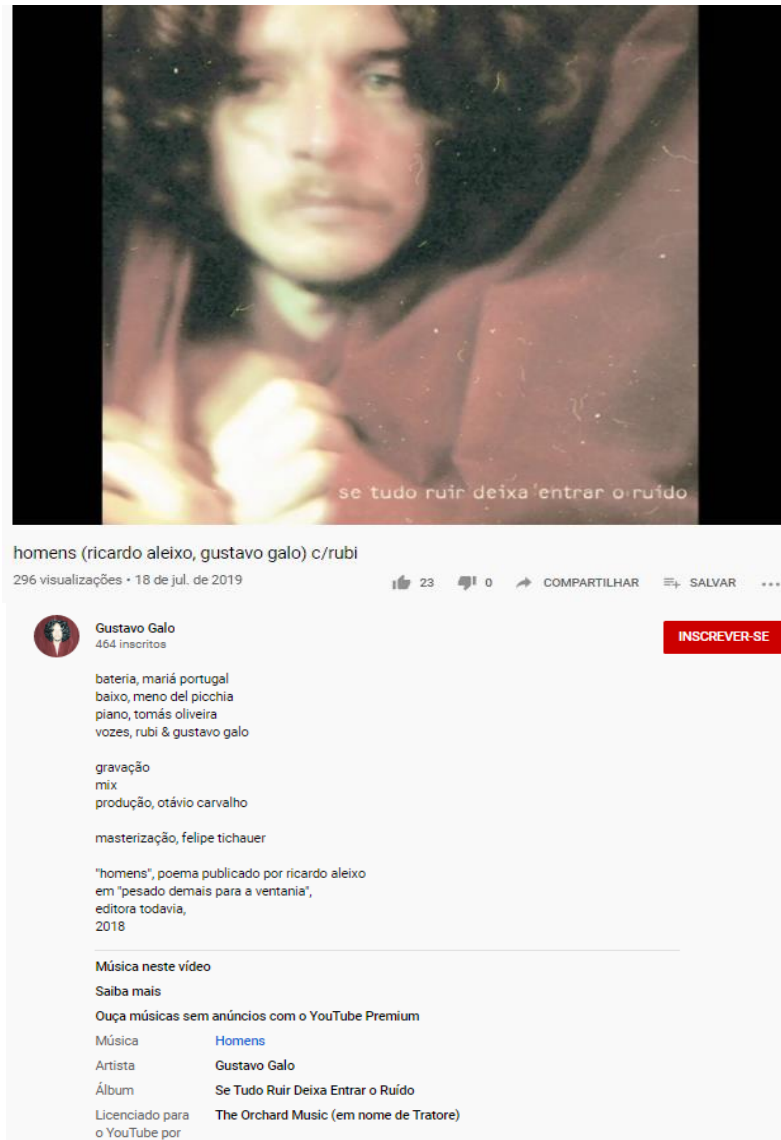 se tudo ruir deixa entrar o ruído
homens (ricardo aleixo, gustavo galo) c/rubi
296 visualizações • 18 de jul. de 2019
23 0 COMPARTILHAR SALVAR ...
Gustavo Galo
464 inscritos
INSCREVER-SE
bateria, mariá portugal
baixo, meno del picchia
piano, tomás oliveira
vozes, rubi & gustavo galo
gravação
mix
produção, otávio carvalho
masterização, felipe tichauer
"homens", poema publicado por ricardo aleixo
em "pesado demais para a ventania",
editora todavia,
2018
Música neste vídeo
Saiba mais
Ouça músicas sem anúncios com o YouTube Premium
Música Homens
Artista Gustavo Galo
Álbum Se Tudo Ruir Deixa Entrar o Ruído
Licenciado para The Orchard Music (em nome de Tratore)
o YouTube por